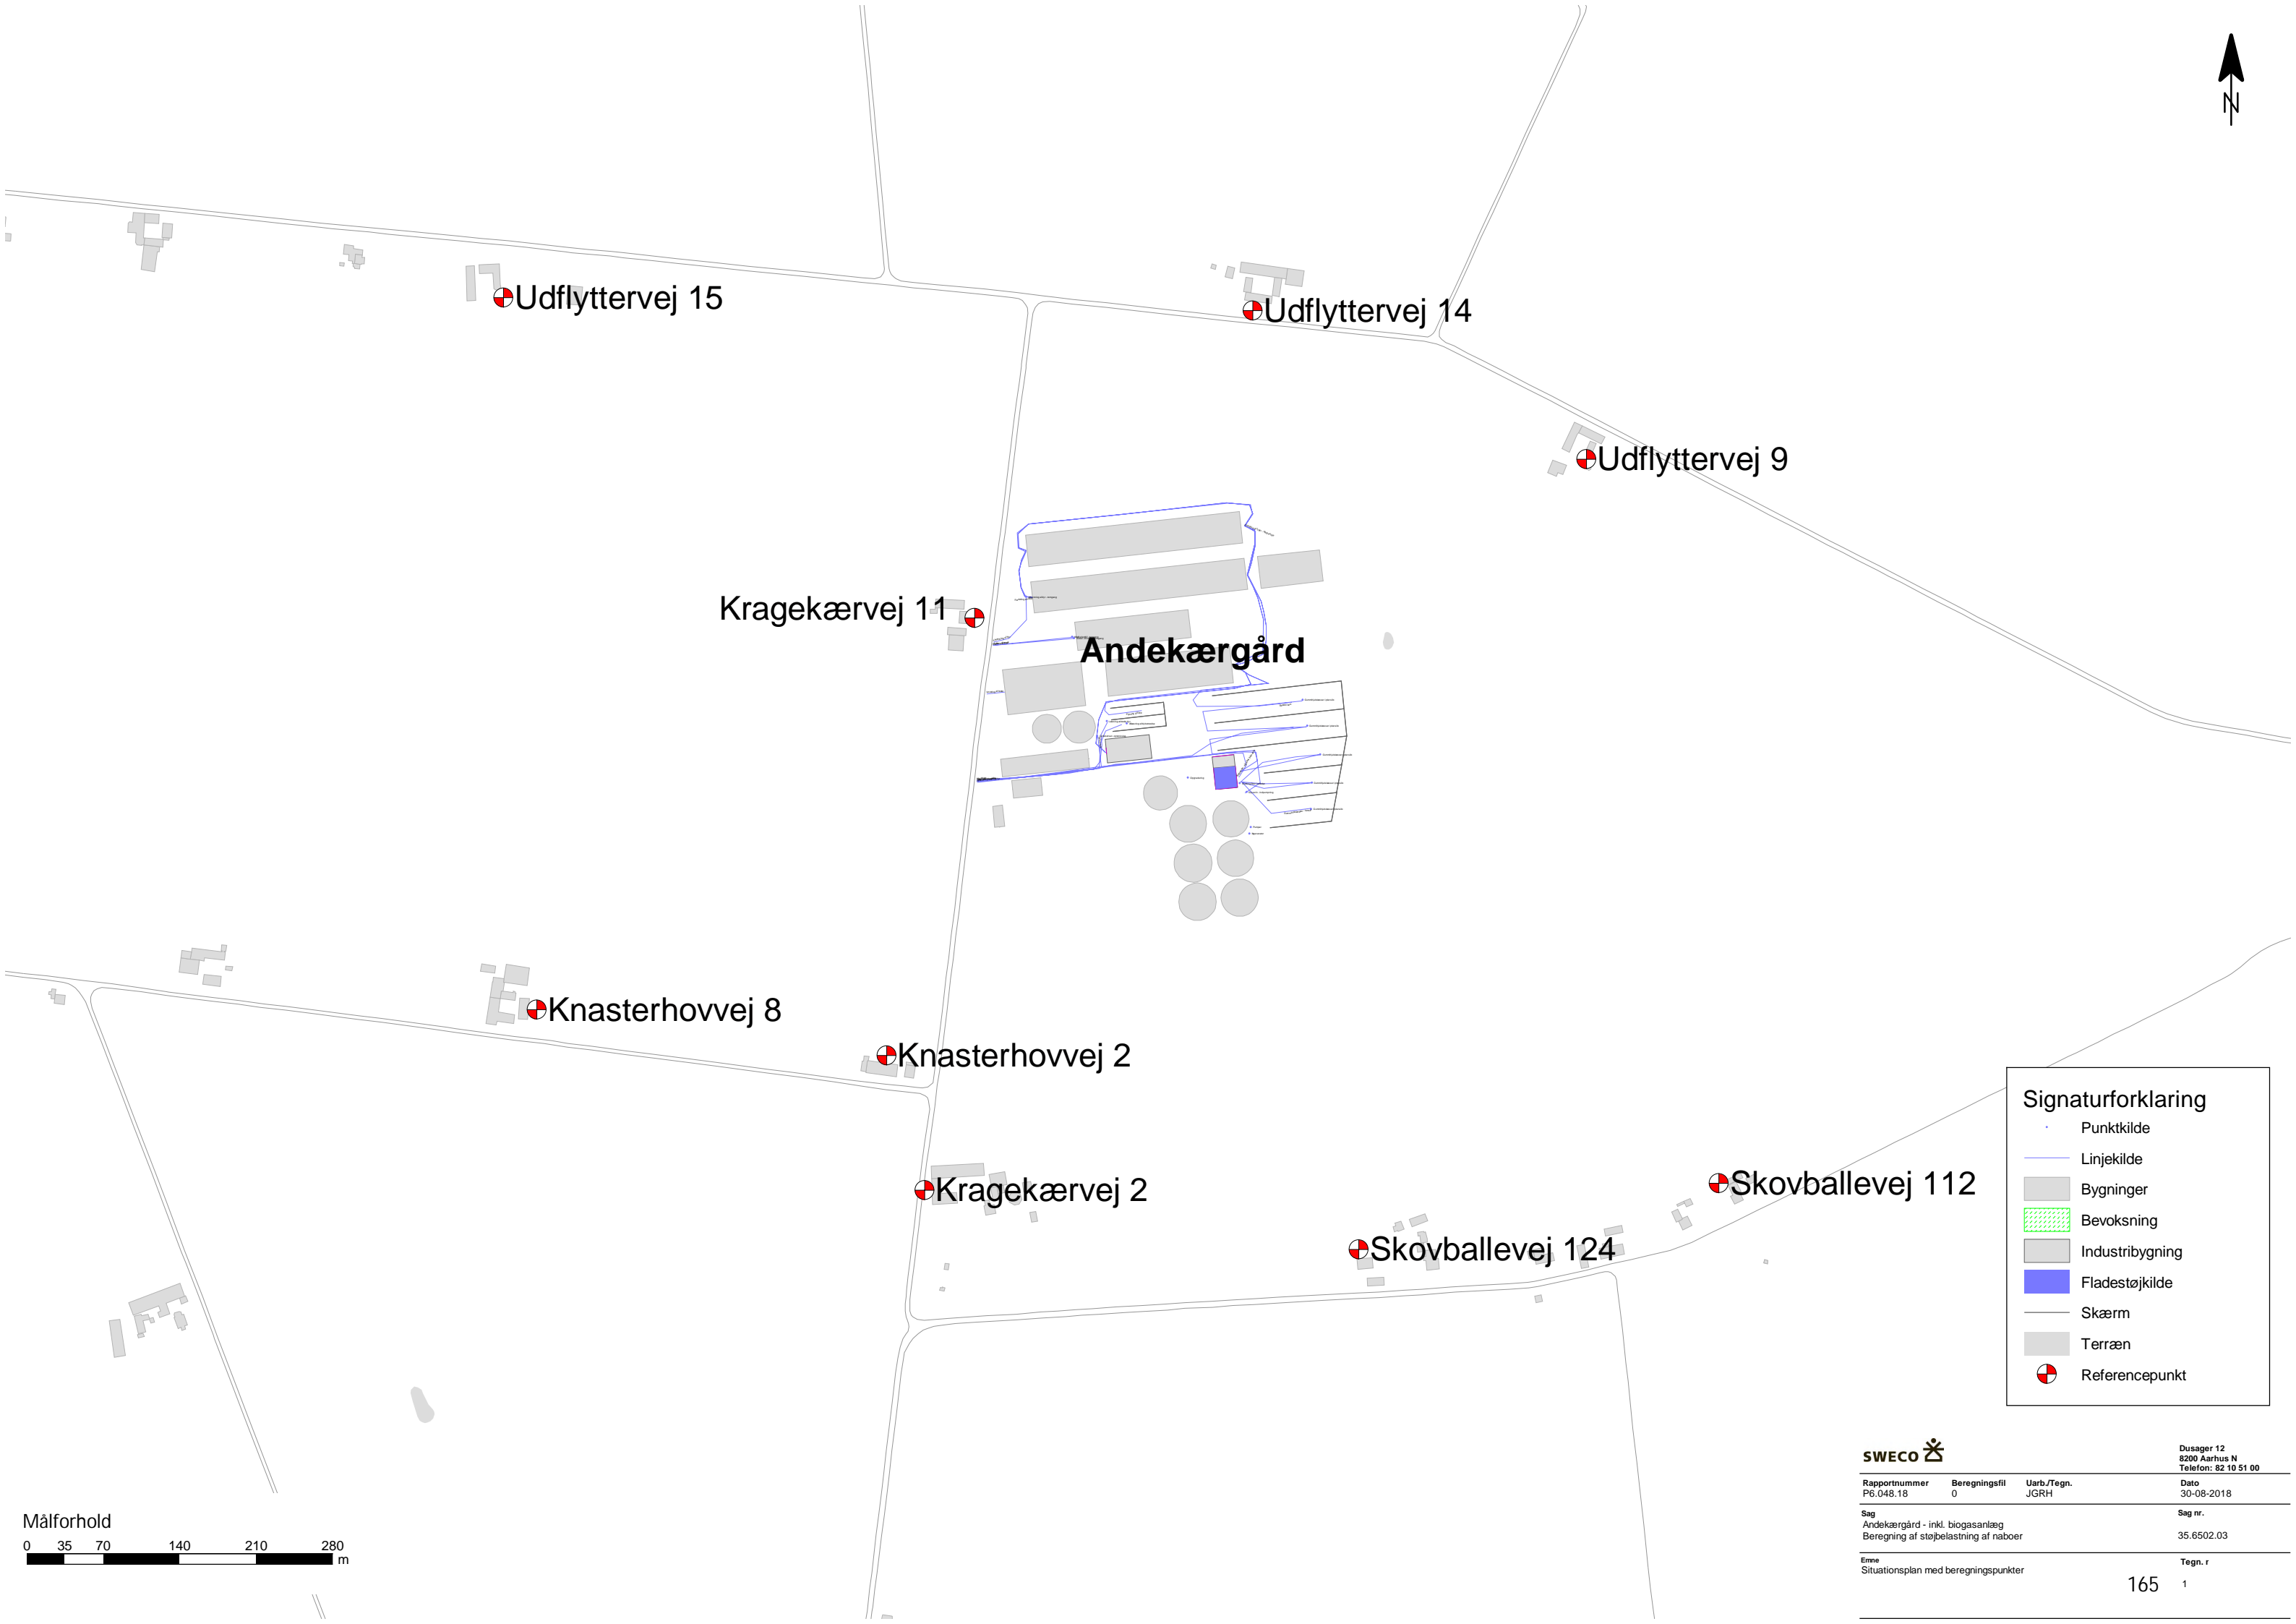 N
Udflyttervej 15
Udflyttervej 14
Udflyttervej 9
Kragekærvej 11
Andekærgård
Knasterhovvej 8
Knasterhovvej 2
Kragekærvej 2
Skovballevej 112
Skovballevej 124
Signaturforklaring
Punktkilde
Linjekilde
Bygninger
Bevoksning
Industribygning
Fladestøjkilde
Skærm
Terræn
Referencepunkt
Målforhold
0 35 70 140 210 280
m
SWECO
Dusager 12
8200 Aarhus N
Telefon: 82 10 51 00
Rapportnummer Beregningsfil Uarb./Tegn. Dato
P6.048.18 0 JGRH 30-08-2018
Sag Sag nr.
Andekærgård - inkl. biogasanlæg
Beregning af støjbelastning af naboer 35.6502.03
Emne Tegn. r
Situationsplan med beregningspunkter
165 1